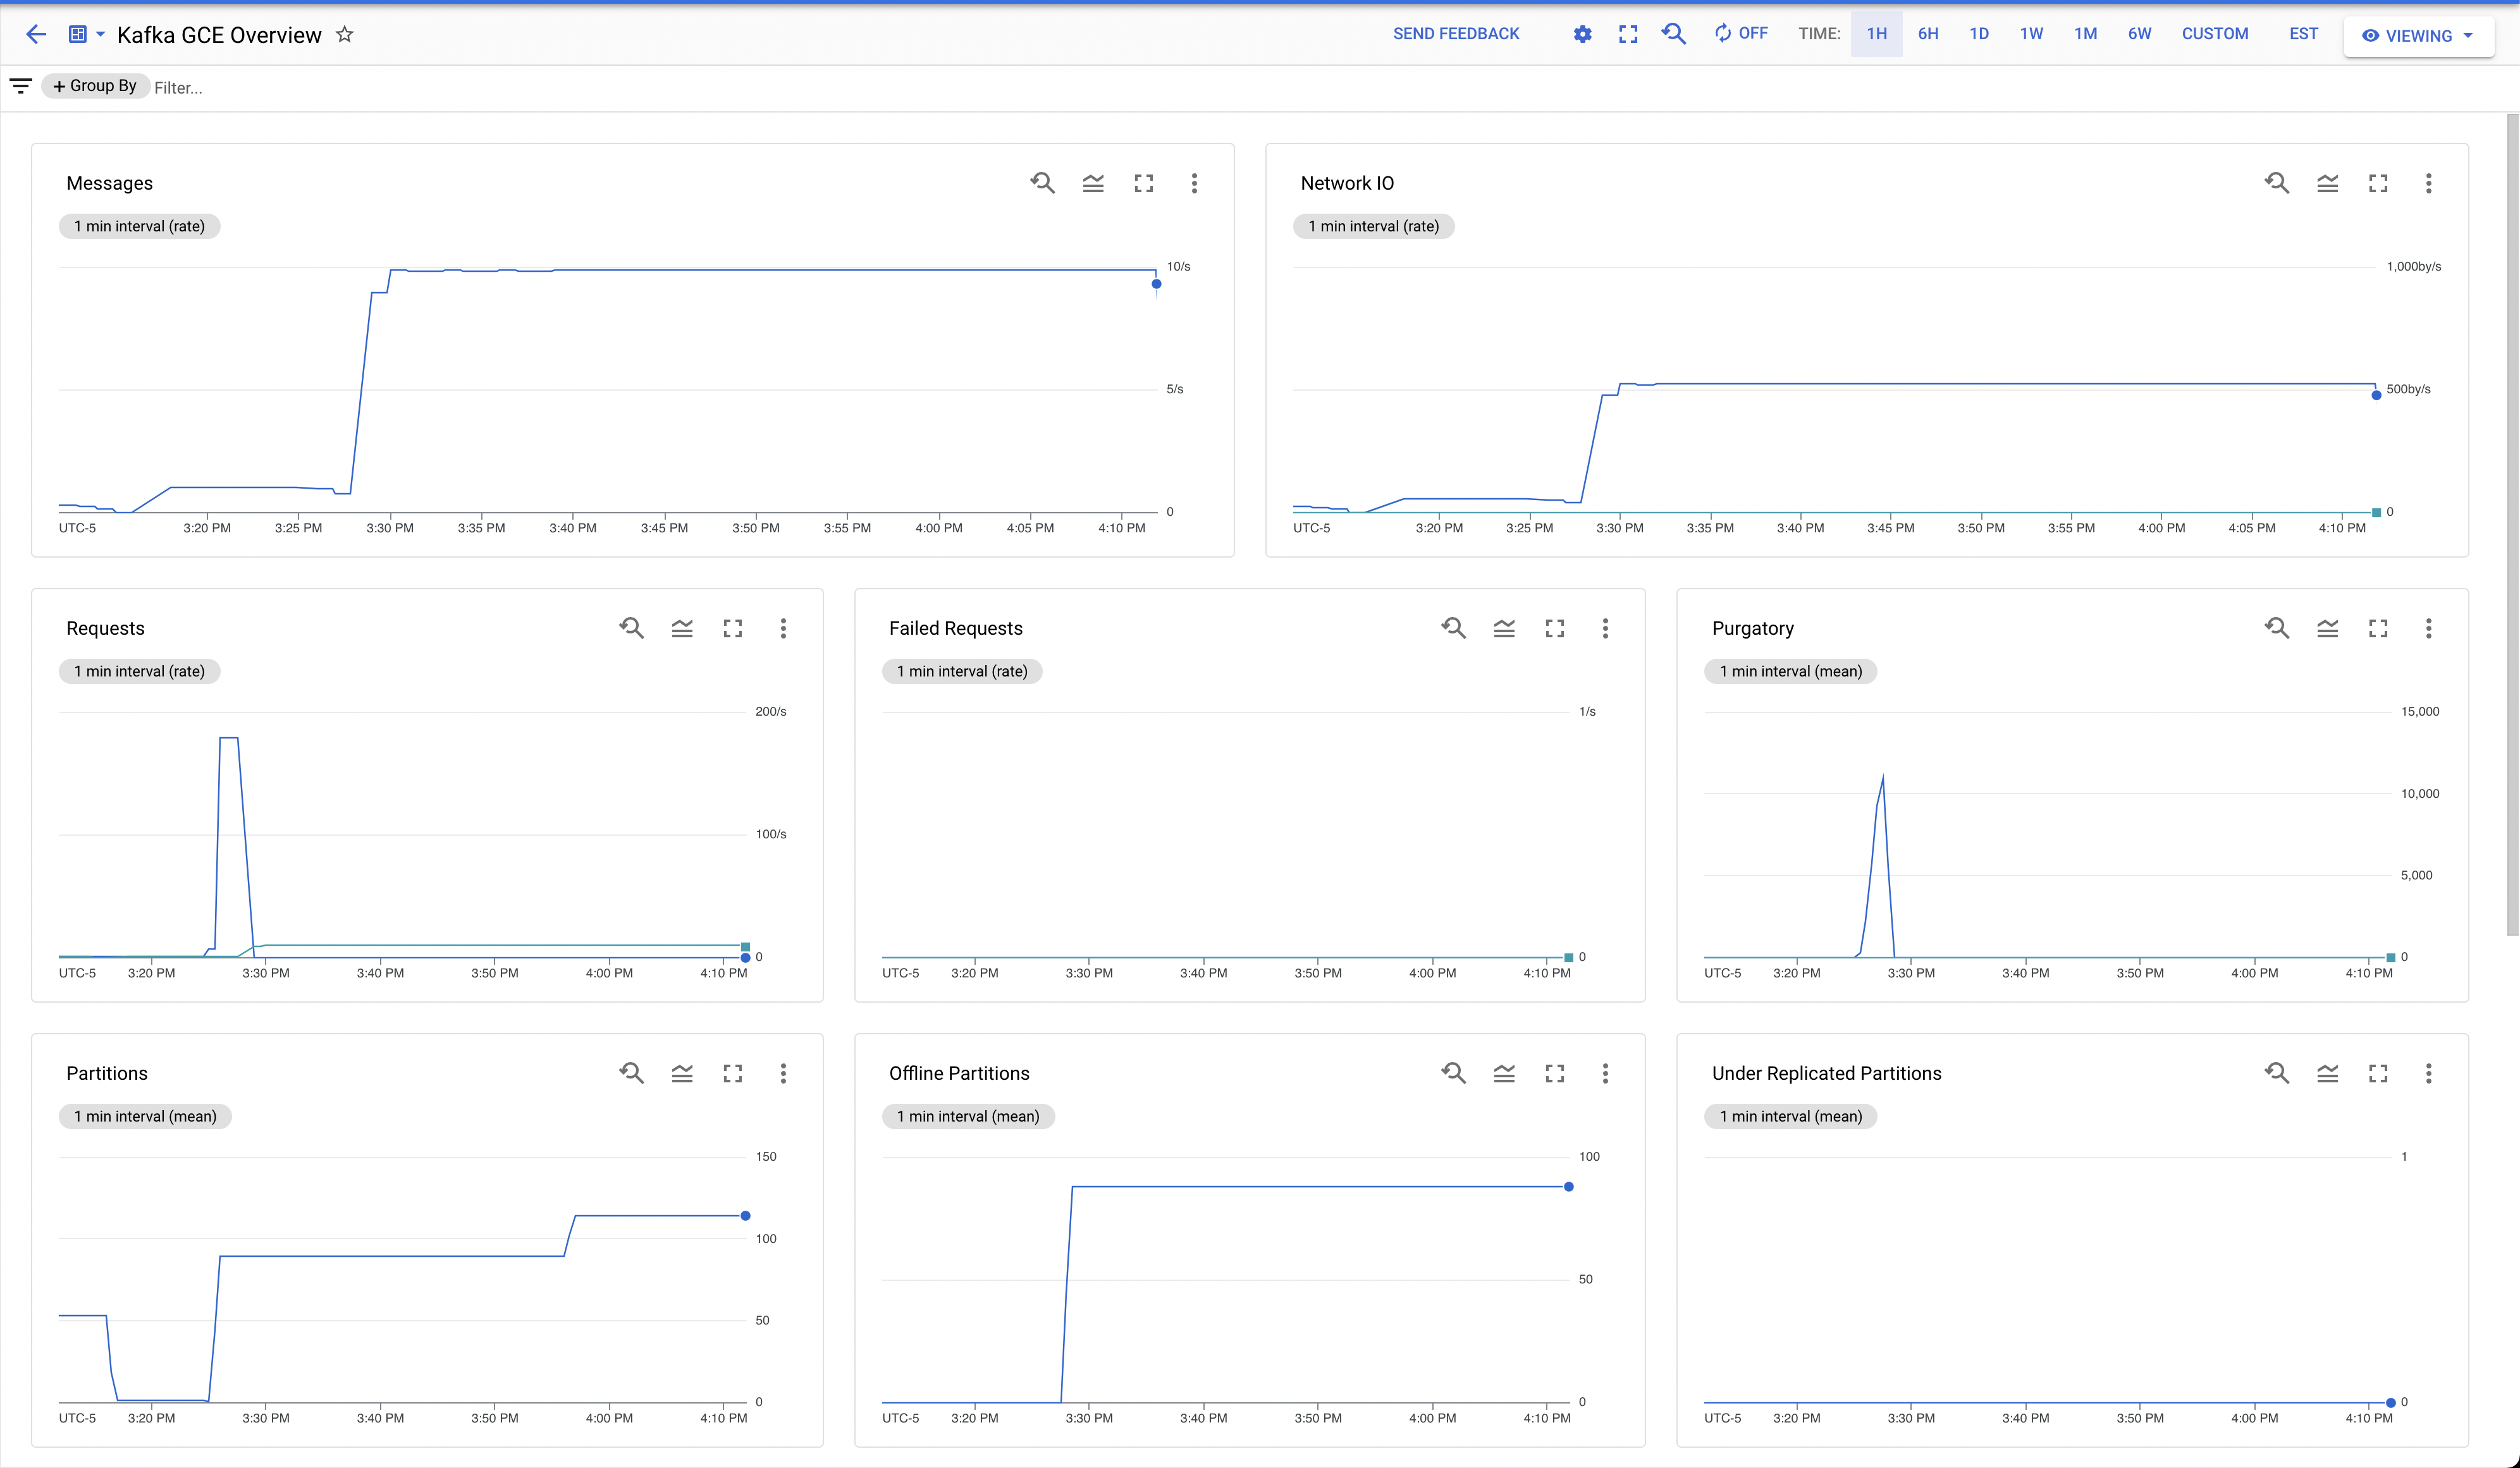 Kafka GCE Overview
SEND FEEDBACK
OFF
TIME:
1H
6H
1D
1W
1M
6W
CUSTOM
EST
VIEWING
+ Group By
Filter...
Messages
1 min interval (rate)
10/s
5/s
0
UTC-5
3:20 PM
3:25 PM
3:30 PM
3:35 PM
3:40 PM
3:45 PM
3:50 PM
3:55 PM
4:00 PM
4:05 PM
4:10 PM
Network IO
1 min interval (rate)
1,000by/s
500by/s
0
UTC-5
3:20 PM
3:25 PM
3:30 PM
3:35 PM
3:40 PM
3:45 PM
3:50 PM
3:55 PM
4:00 PM
4:05 PM
4:10 PM
Requests
1 min interval (rate)
200/s
100/s
0
UTC-5
3:20 PM
3:30 PM
3:40 PM
3:50 PM
4:00 PM
4:10 PM
Failed Requests
1 min interval (rate)
1/s
0
UTC-5
3:20 PM
3:30 PM
3:40 PM
3:50 PM
4:00 PM
4:10 PM
Purgatory
1 min interval (mean)
15,000
10,000
5,000
0
UTC-5
3:20 PM
3:30 PM
3:40 PM
3:50 PM
4:00 PM
4:10 PM
Partitions
1 min interval (mean)
150
100
50
0
UTC-5
3:20 PM
3:30 PM
3:40 PM
3:50 PM
4:00 PM
4:10 PM
Offline Partitions
1 min interval (mean)
100
50
0
UTC-5
3:20 PM
3:30 PM
3:40 PM
3:50 PM
4:00 PM
4:10 PM
Under Replicated Partitions
1 min interval (mean)
1
0
UTC-5
3:20 PM
3:30 PM
3:40 PM
3:50 PM
4:00 PM
4:10 PM